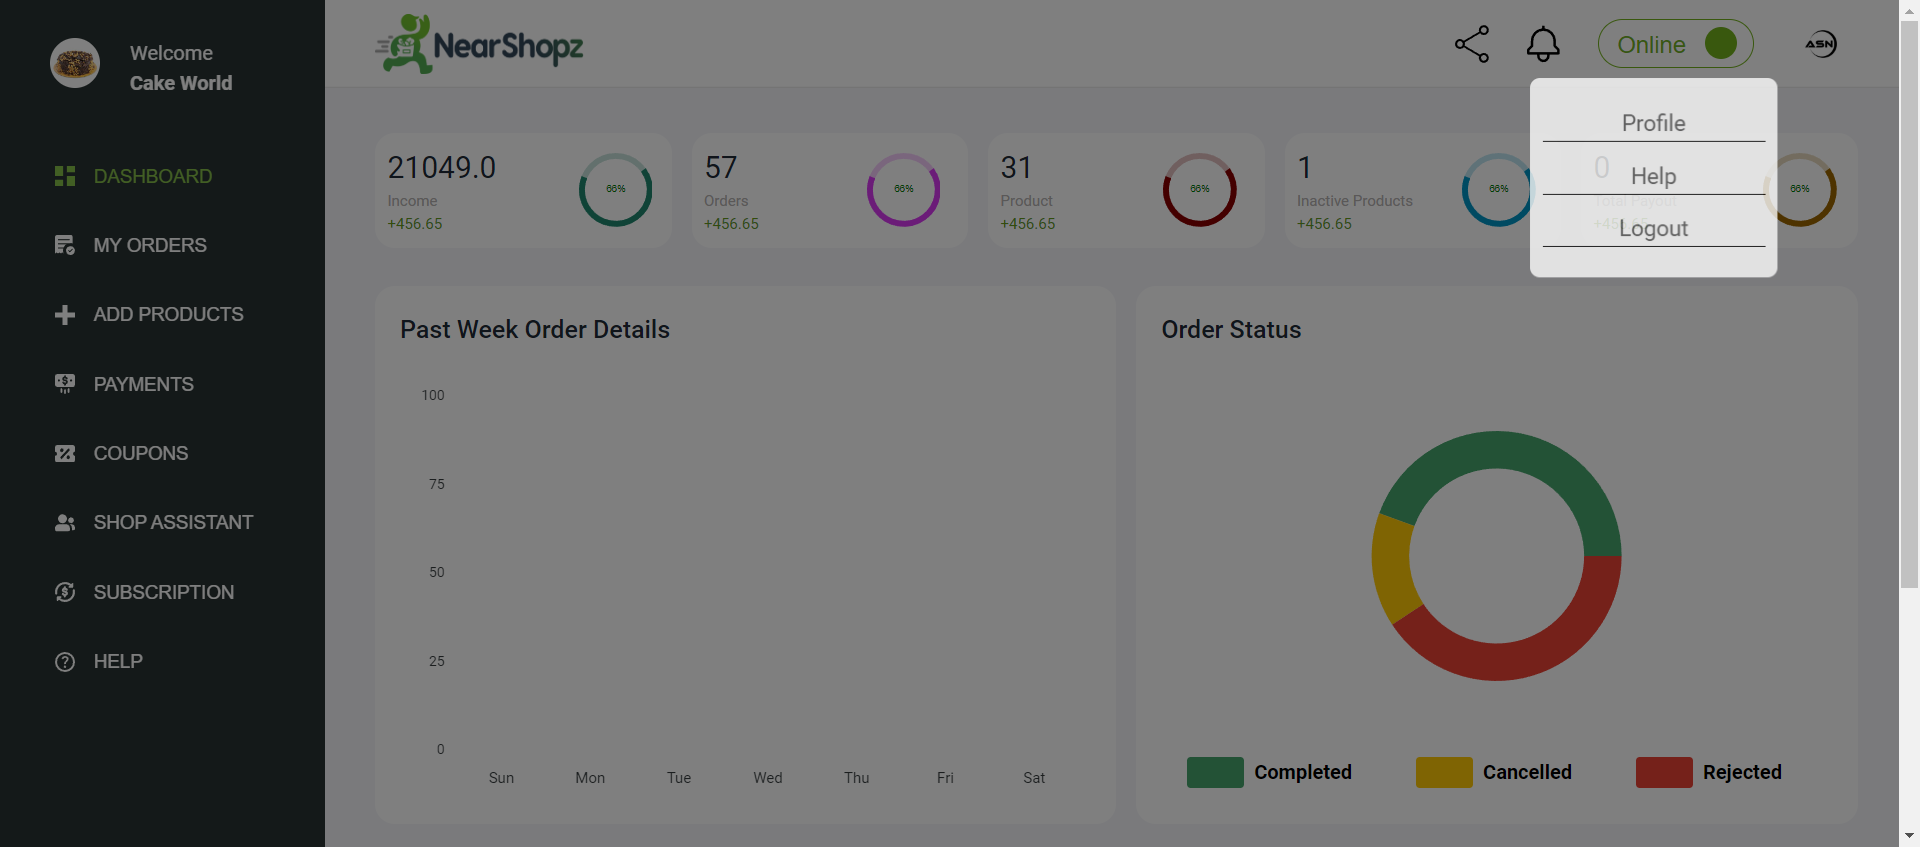 Welcome
Cake World
DASHBOARD
MY ORDERS
ADD PRODUCTS
PAYMENTS
COUPONS
SHOP ASSISTANT
SUBSCRIPTION
HELP
NearShopz
Online
ASN
Profile
Help
Logout
21049.0
Income
+456.65
66%
57
Orders
+456.65
66%
31
Product
+456.65
66%
1
Inactive Products
+456.65
66%
0
Total Payout
+456.65
66%
Past Week Order Details
100
75
50
25
0
Sun Mon Tue Wed Thu Fri Sat
Order Status
Completed Cancelled Rejected